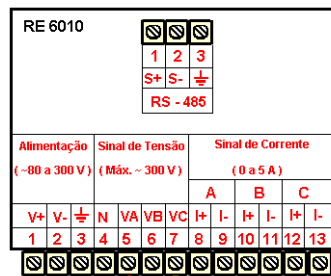 RE 6010
1 2 3
S+ S- ⏚
RS - 485
Alimentação Sinal de Tensão Sinal de Corrente
( ~80 a 300 V ) ( Máx. ~ 300 V ) ( 0 a 5 A )
A B C
V+ V- ⏚ N VA VB VC I+ I- I+ I- I+ I-
1 2 3 4 5 6 7 8 9 10 11 12 13